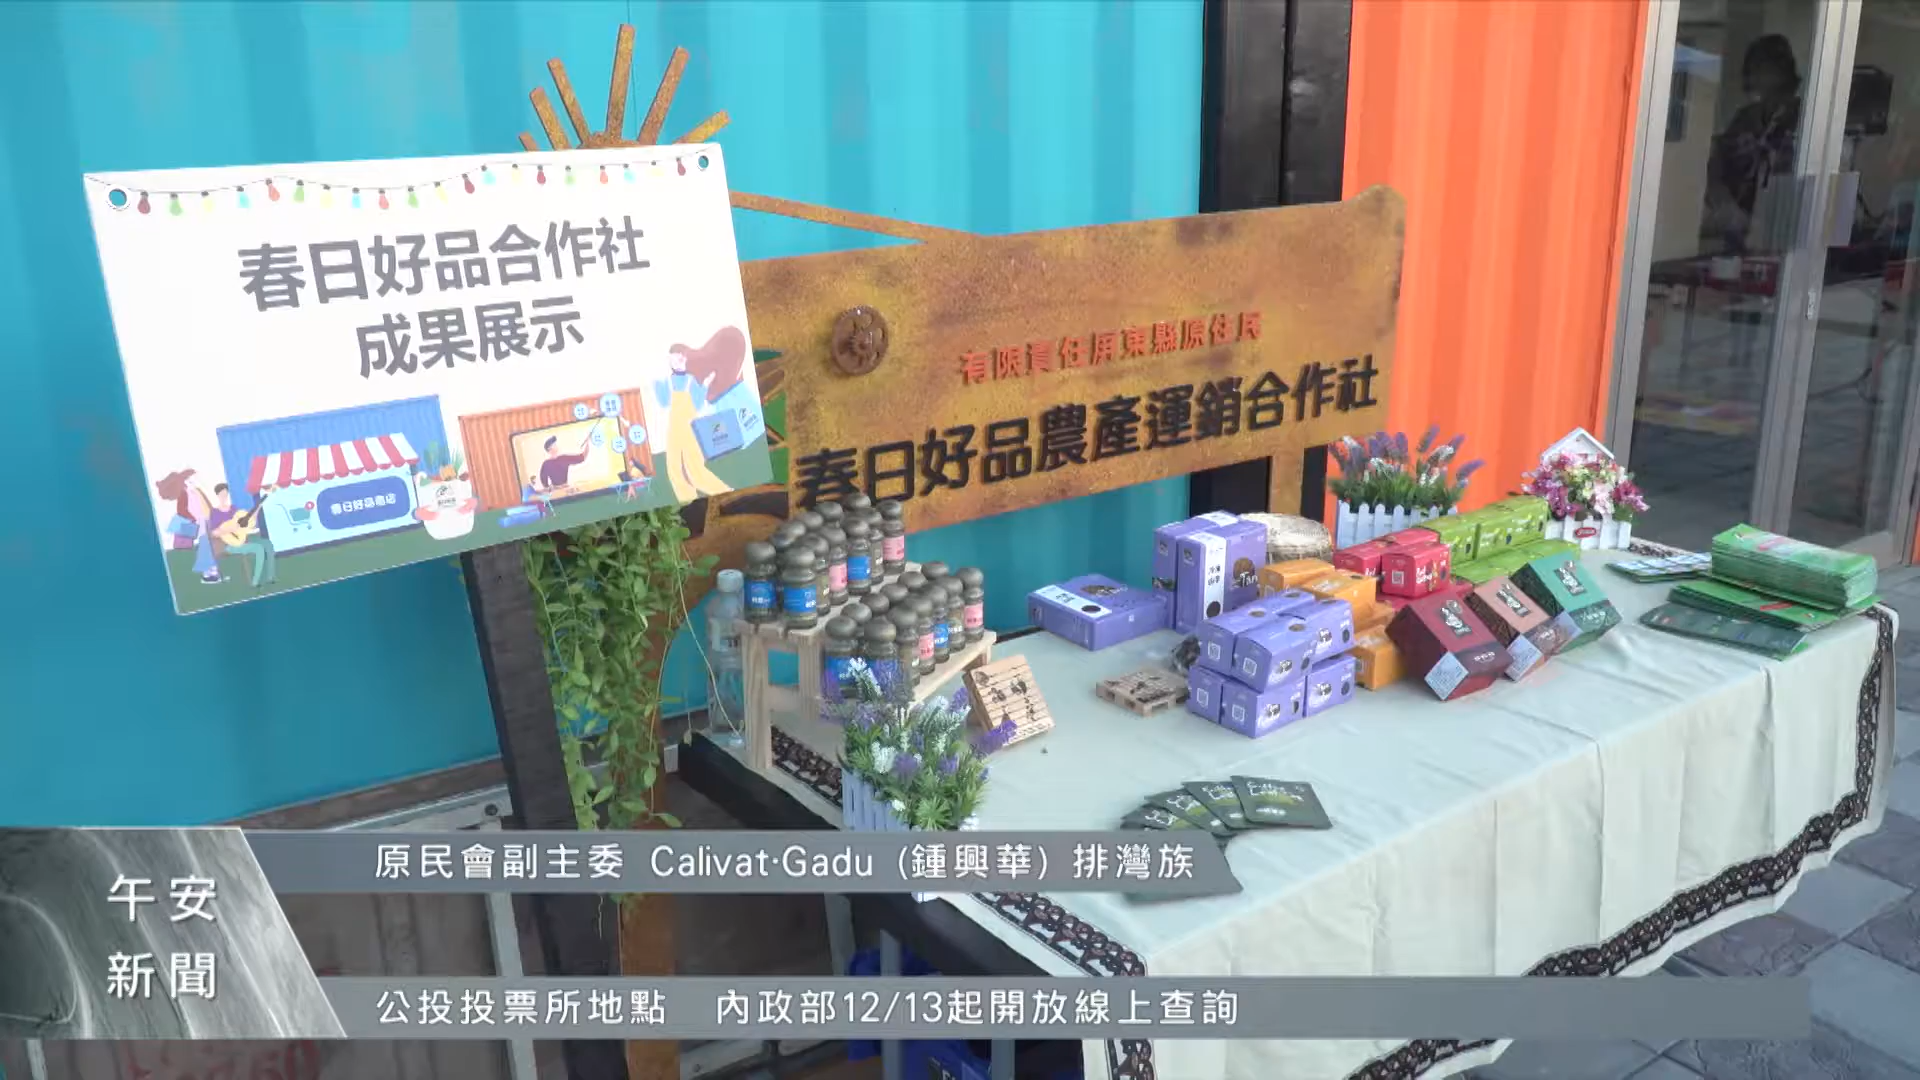 春日好品合作社
成果展示
春日好品商店
有限責任屏東縣原住民
春日好品農產運銷合作社
原民會副主委 Calivat·Gadu (鍾興華) 排灣族
午安
新聞
公投投票所地點 內政部12/13起開放線上查詢